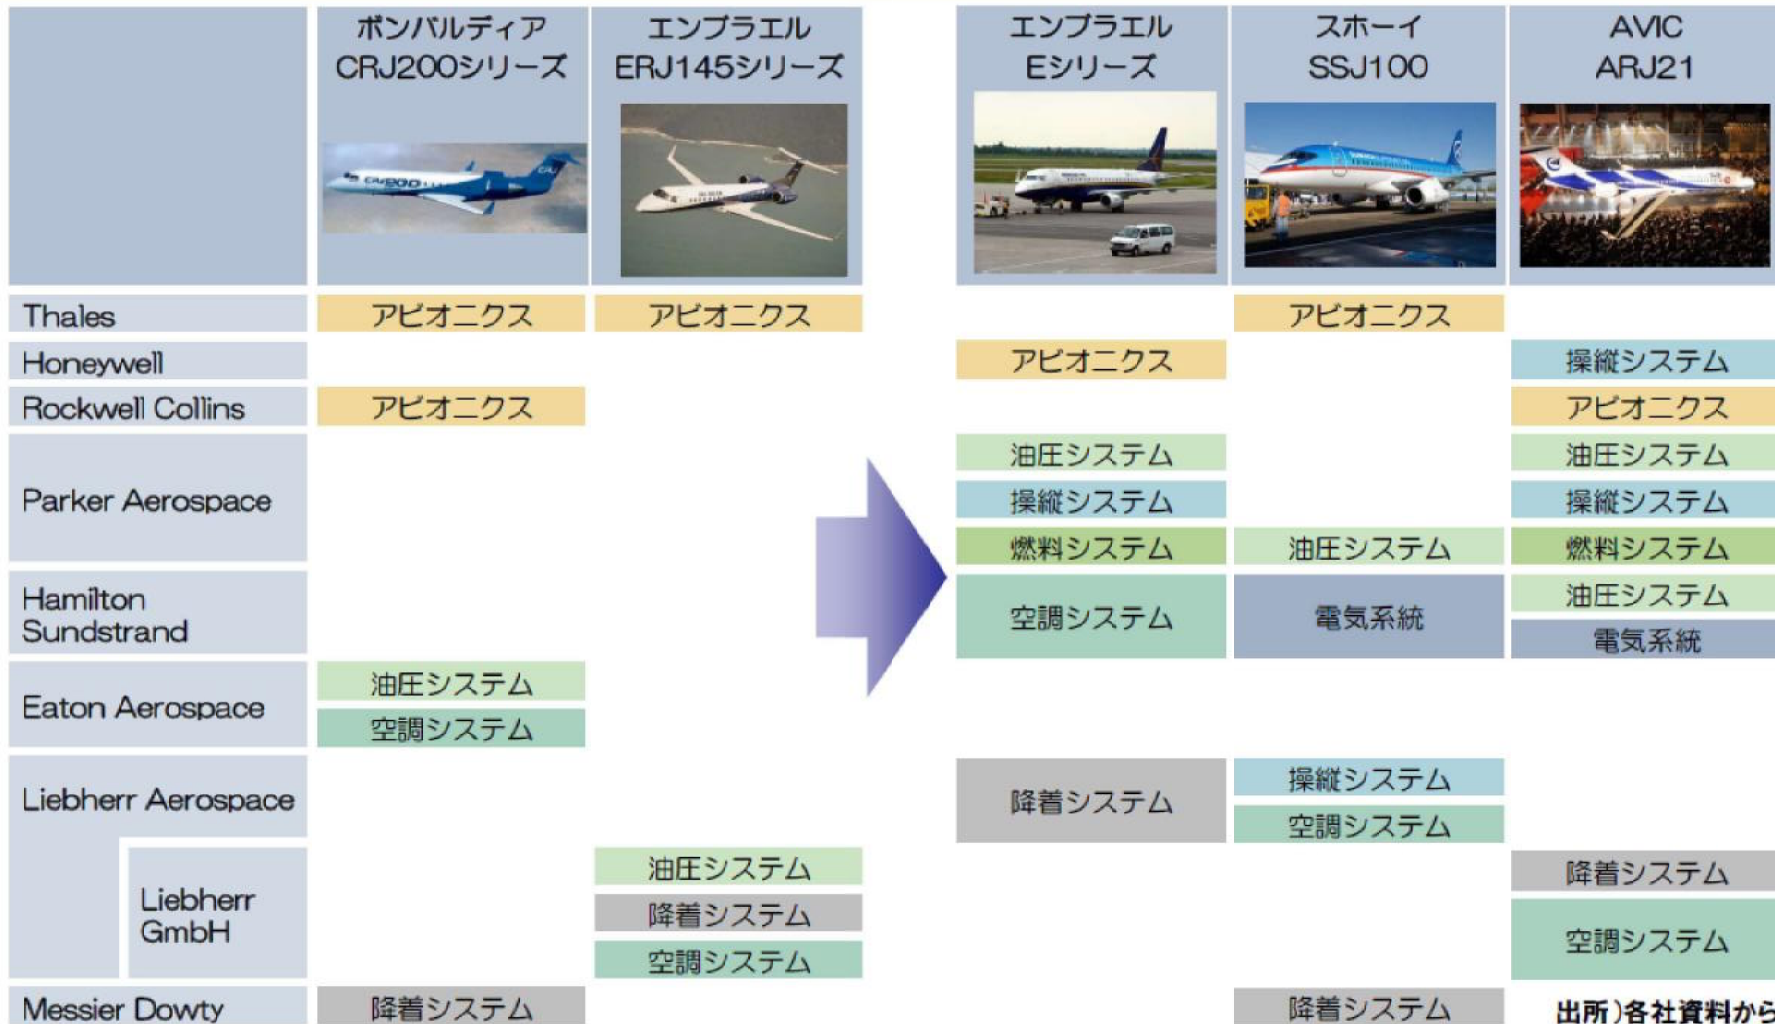 ボンバルディア
CRJ200シリーズ
エンブラエル
ERJ145シリーズ
エンブラエル
Eシリーズ
スホーイ
SSJ100
AVIC
ARJ21
CRJ200
Thales
アビオニクス
アビオニクス
アビオニクス
Honeywell
アビオニクス
操縦システム
Rockwell Collins
アビオニクス
アビオニクス
Parker Aerospace
油圧システム
油圧システム
操縦システム
操縦システム
燃料システム
油圧システム
燃料システム
Hamilton
Sundstrand
空調システム
電気系統
油圧システム
電気系統
Eaton Aerospace
油圧システム
空調システム
Liebherr Aerospace
降着システム
操縦システム
空調システム
Liebherr
GmbH
油圧システム
降着システム
空調システム
降着システム
空調システム
Messier Dowty
降着システム
降着システム
出所)各社資料から